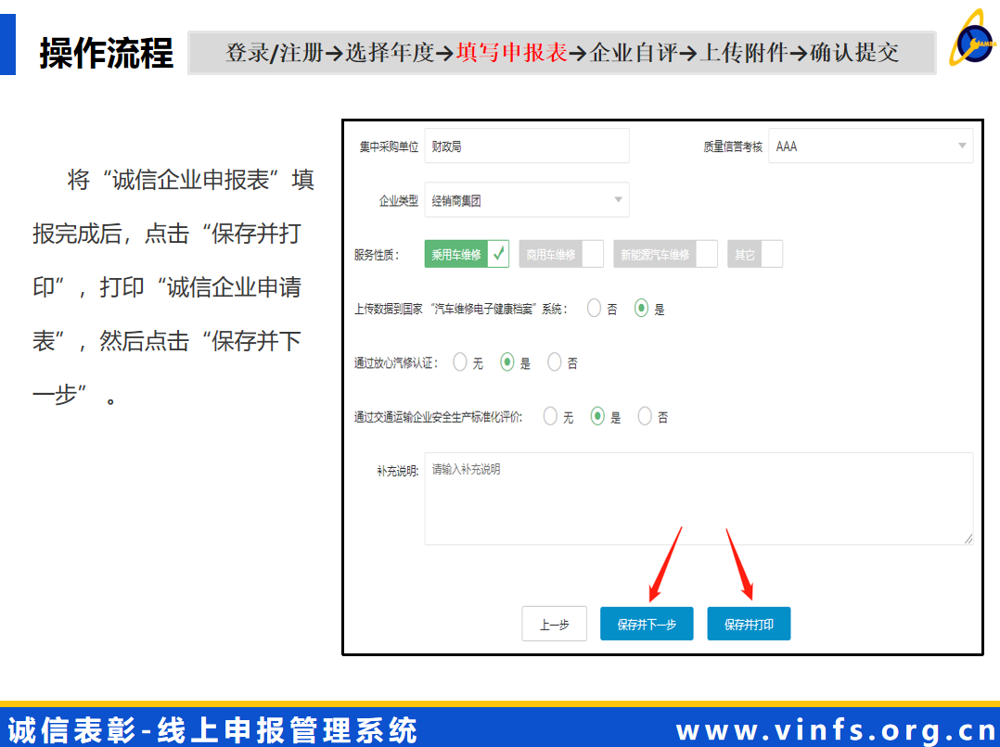 操作流程
登录/注册→选择年度→填写申报表→企业自评→上传附件→确认提交
将“诚信企业申报表”填
报完成后，点击“保存并打
印”，打印“诚信企业申请
表”，然后点击“保存并下
一步”。
集中采购单位 财政局 质量信誉考核 AAA
企业类型 经销商集团
服务性质： 乘用车维修 商用车维修 新能源汽车维修 其它
上传数据到国家“汽车维修电子健康档案”系统： 否 是
通过放心汽修认证： 无 是 否
通过交通运输企业安全生产标准化评价: 无 是 否
补充说明: 请输入补充说明
上一步 保存并下一步 保存并打印
诚信表彰-线上申报管理系统 www.vinfs.org.cn